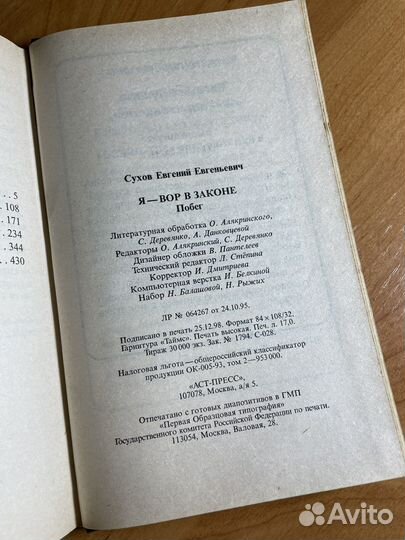 . . 5
. 108
. 171
. 234
. 344
. 430
Сухов Евгений Евгеньевич
Я — ВОР В ЗАКОНЕ
Побег
Литературная обработка О. Алякринского,
С. Деревянко, А. Данковцевой
Редакторы О. Алякринский, С. Деревянко
Дизайнер обложки В. Пантелеев
Технический редактор Л. Стёпина
Корректор И. Дмитриева
Компьютерная верстка И. Белкиной
Набор Н. Балашовой, Н. Рыжих
ЛР № 064267 от 24.10.95.
Подписано в печать 25.12.98. Формат 84 × 108/32.
Гарнитура «Таймс». Печать высокая. Печ. л. 17,0.
Тираж 30 000 экз. Зак. № 1794. С-028.
Налоговая льгота — общероссийский классификатор
продукции ОК-005-93, том 2 — 953000.
«АСТ-ПРЕСС»,
107078, Москва, а/я 5.
Отпечатано с готовых диапозитивов в ГМП
«Первая Образцовая типография»
Государственного комитета Российской Федерации по печати.
113054, Москва, Валовая, 28.
Avito